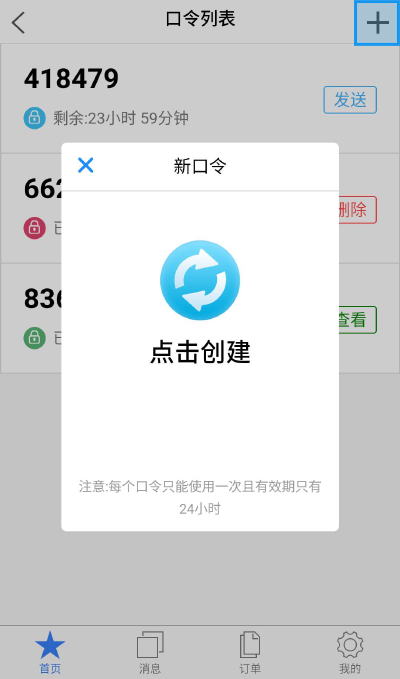 口令列表
418479
发送
剩余:23小时 59分钟
新口令
点击创建
注意:每个口令只能使用一次且有效期只有
24小时
662
删除
已
836
查看
已
首页
消息
订单
我的